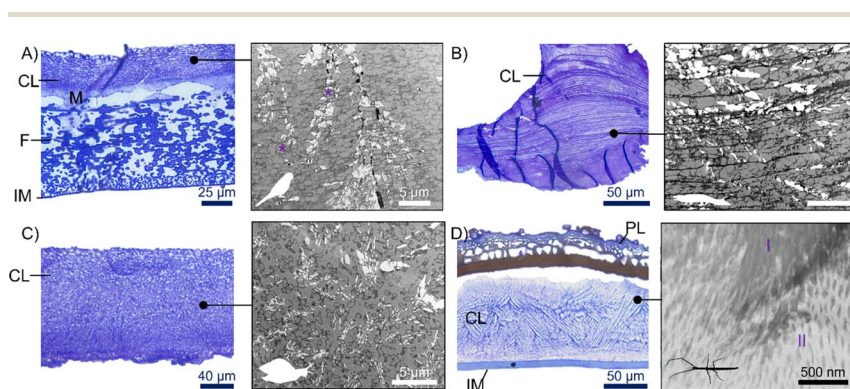 A)
CL
M
F
IM
25 µm
*
*
5 µm
B)
CL
50 µm
C)
CL
40 µm
5 µm
D)
PL
CL
IM
50 µm
I
II
500 nm